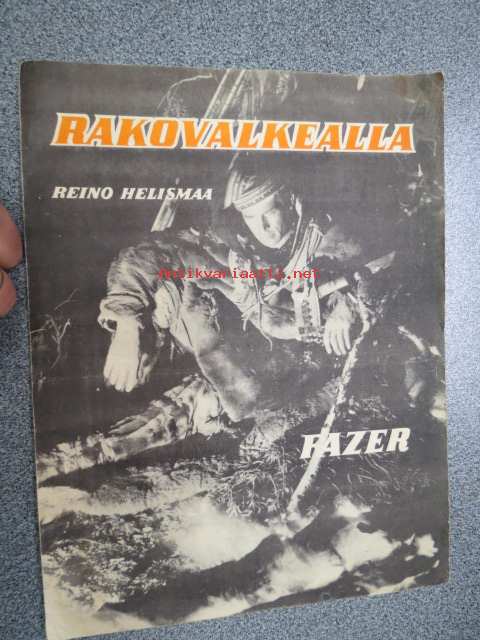 RAKOVALKEALLA
REINO HELISMAA
antikvariaatti.net
FAZER